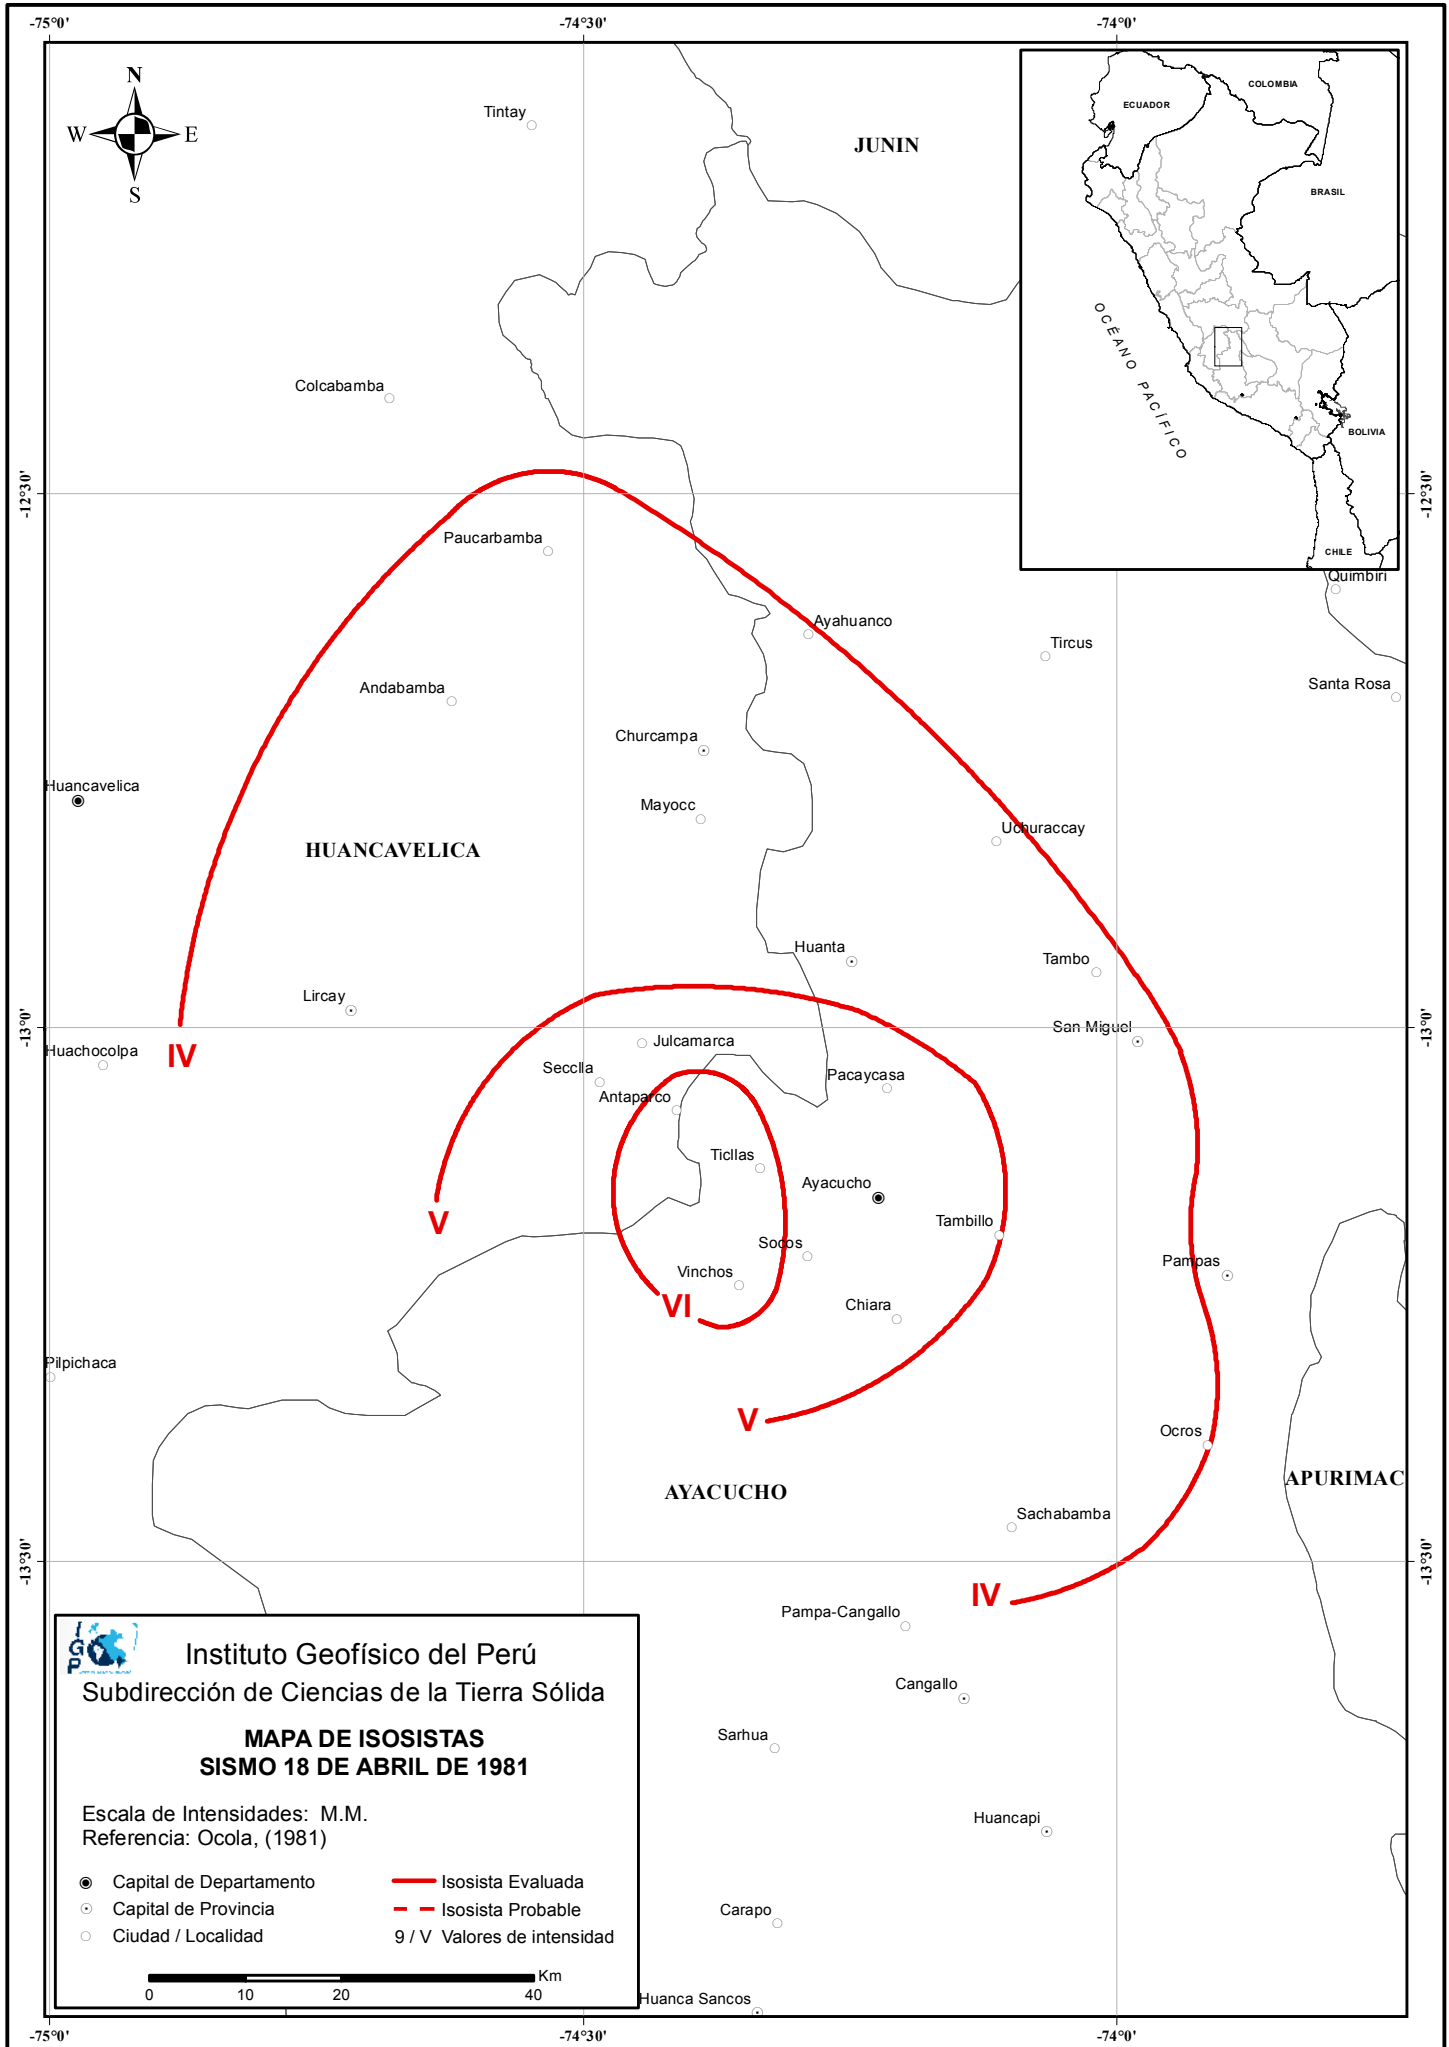 -75°0'
-74°30'
-74°0'
N
W
E
S
Tintay
JUNIN
COLOMBIA
ECUADOR
BRASIL
OCÉANO PACÍFICO
BOLIVIA
CHILE
Colcabamba
-12°30'
-12°30'
Paucarbamba
Quimbiri
Ayahuanco
Tircus
Santa Rosa
Andabamba
Churcampa
Huancavelica
Mayocc
Uchuraccay
HUANCAVELICA
Huanta
Tambo
Lircay
San Miguel
-13°0'
-13°0'
Huachocolpa
IV
Julcamarca
Secclla
Pacaycasa
Antaparco
Ticllas
Ayacucho
V
Tambillo
Socos
Pampas
Vinchos
VI
Chiara
Pilpichaca
V
Ocros
APURIMAC
AYACUCHO
Sachabamba
-13°30'
-13°30'
IV
Pampa-Cangallo
Cangallo
Sarhua
Huancapi
Carapo
Huanca Sancos
IGP
Instituto Geofísico del Perú
Subdirección de Ciencias de la Tierra Sólida
MAPA DE ISOSISTAS
SISMO 18 DE ABRIL DE 1981
Escala de Intensidades: M.M.
Referencia: Ocola, (1981)
Capital de Departamento
Isosista Evaluada
Capital de Provincia
Isosista Probable
Ciudad / Localidad
9 / V Valores de intensidad
Km
0 10 20 40
-75°0'
-74°30'
-74°0'